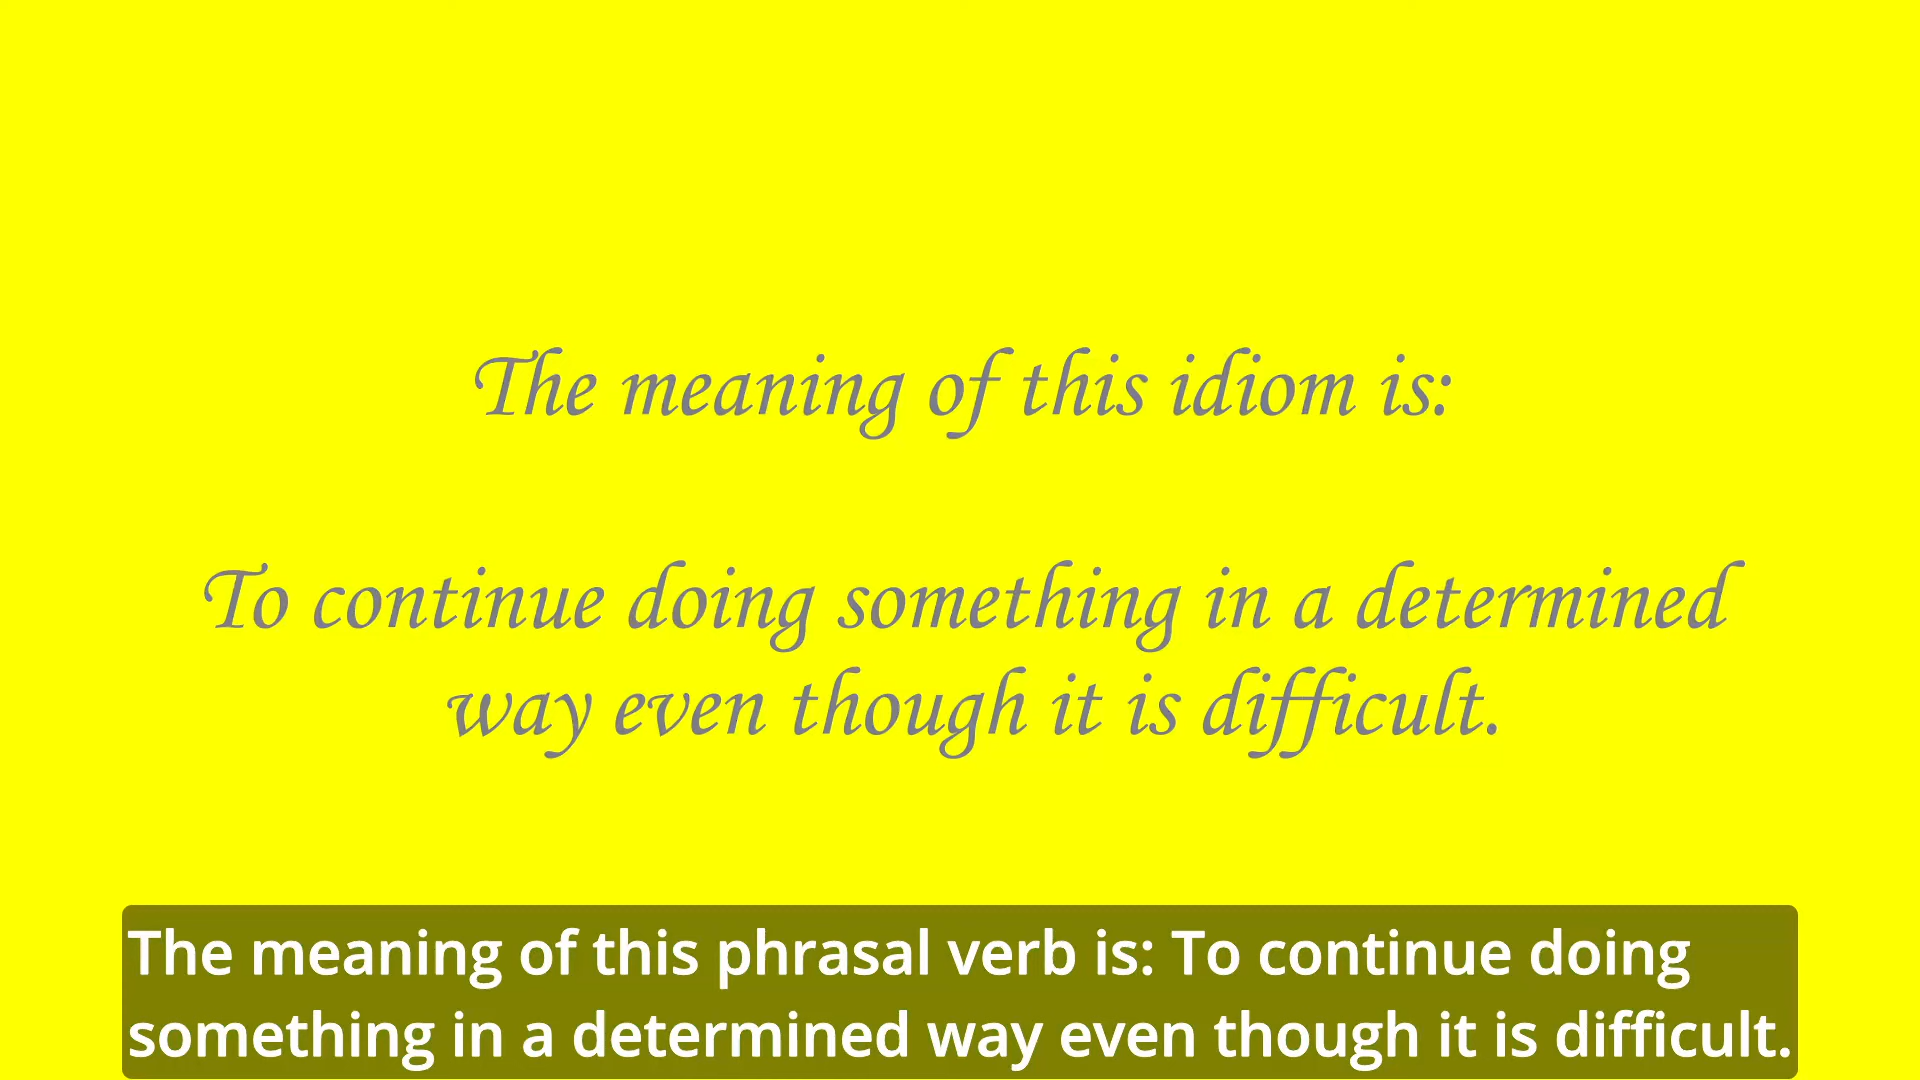 The meaning of this idiom is:
To continue doing something in a determined
way even though it is difficult.
The meaning of this phrasal verb is: To continue doing
something in a determined way even though it is difficult.